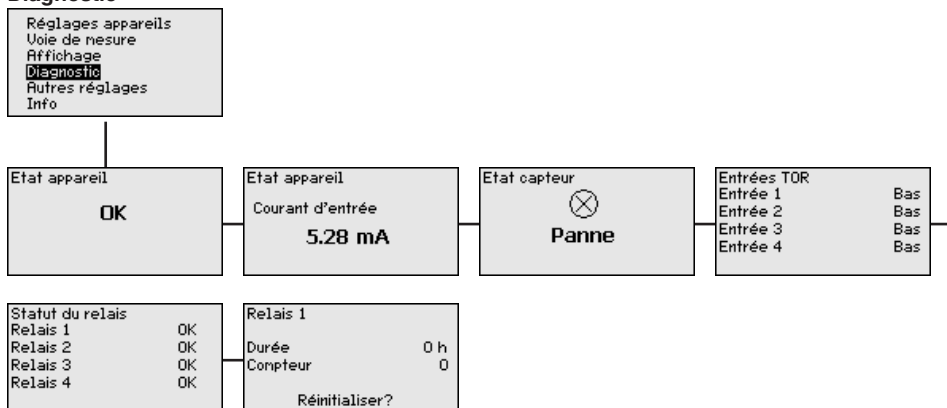 Diagnostic
Réglages appareils
Voie de mesure
Affichage
Diagnostic
Autres réglages
Info
Etat appareil
OK
Etat appareil
Courant d'entrée
5.28 mA
Etat capteur
Panne
Entrées TOR
Entrée 1 Bas
Entrée 2 Bas
Entrée 3 Bas
Entrée 4 Bas
Statut du relais
Relais 1 OK
Relais 2 OK
Relais 3 OK
Relais 4 OK
Relais 1
Durée 0 h
Compteur 0
Réinitialiser?